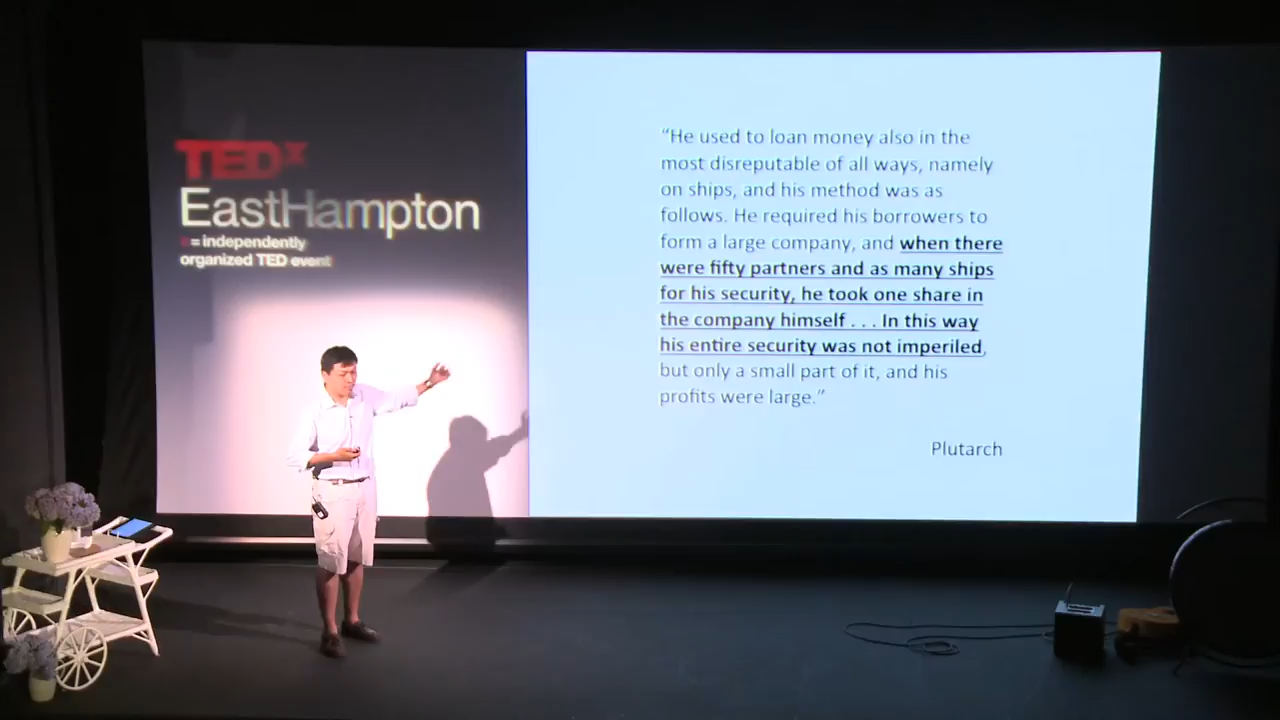 TEDx
EastHampton
x = independently
organized TED event
“He used to loan money also in the
most disreputable of all ways, namely
on ships, and his method was as
follows. He required his borrowers to
form a large company, and when there
were fifty partners and as many ships
for his security, he took one share in
the company himself . . . In this way
his entire security was not imperiled,
but only a small part of it, and his
profits were large.”
Plutarch